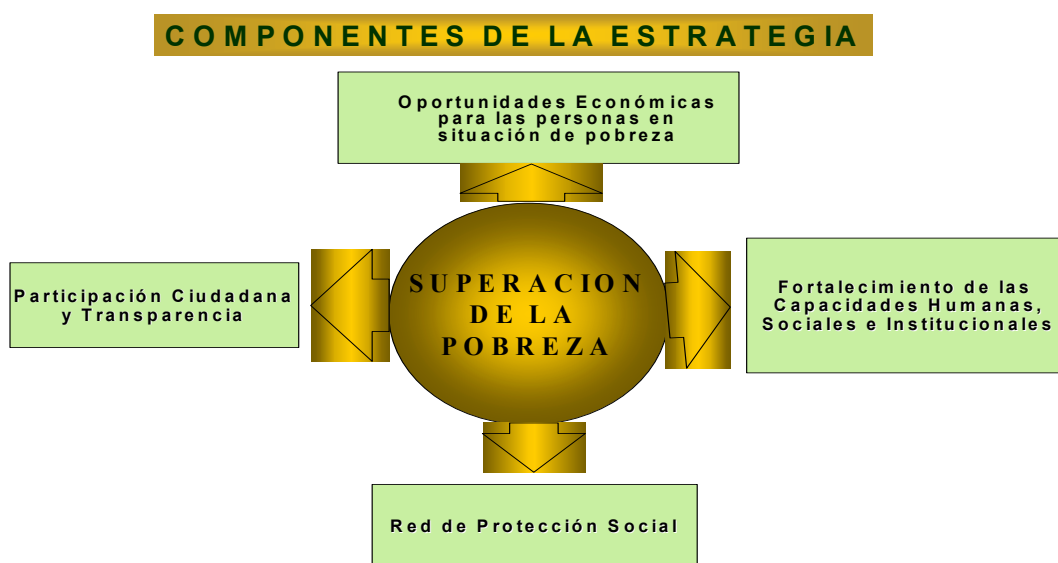 COMPONENTES DE LA ESTRATEGIA
Oportunidades Económicas
para las personas en
situación de pobreza
Participación Ciudadana
y Transparencia
SUPERACION
DE LA
POBREZA
Fortalecimiento de las
Capacidades Humanas,
Sociales e Institucionales
Red de Protección Social